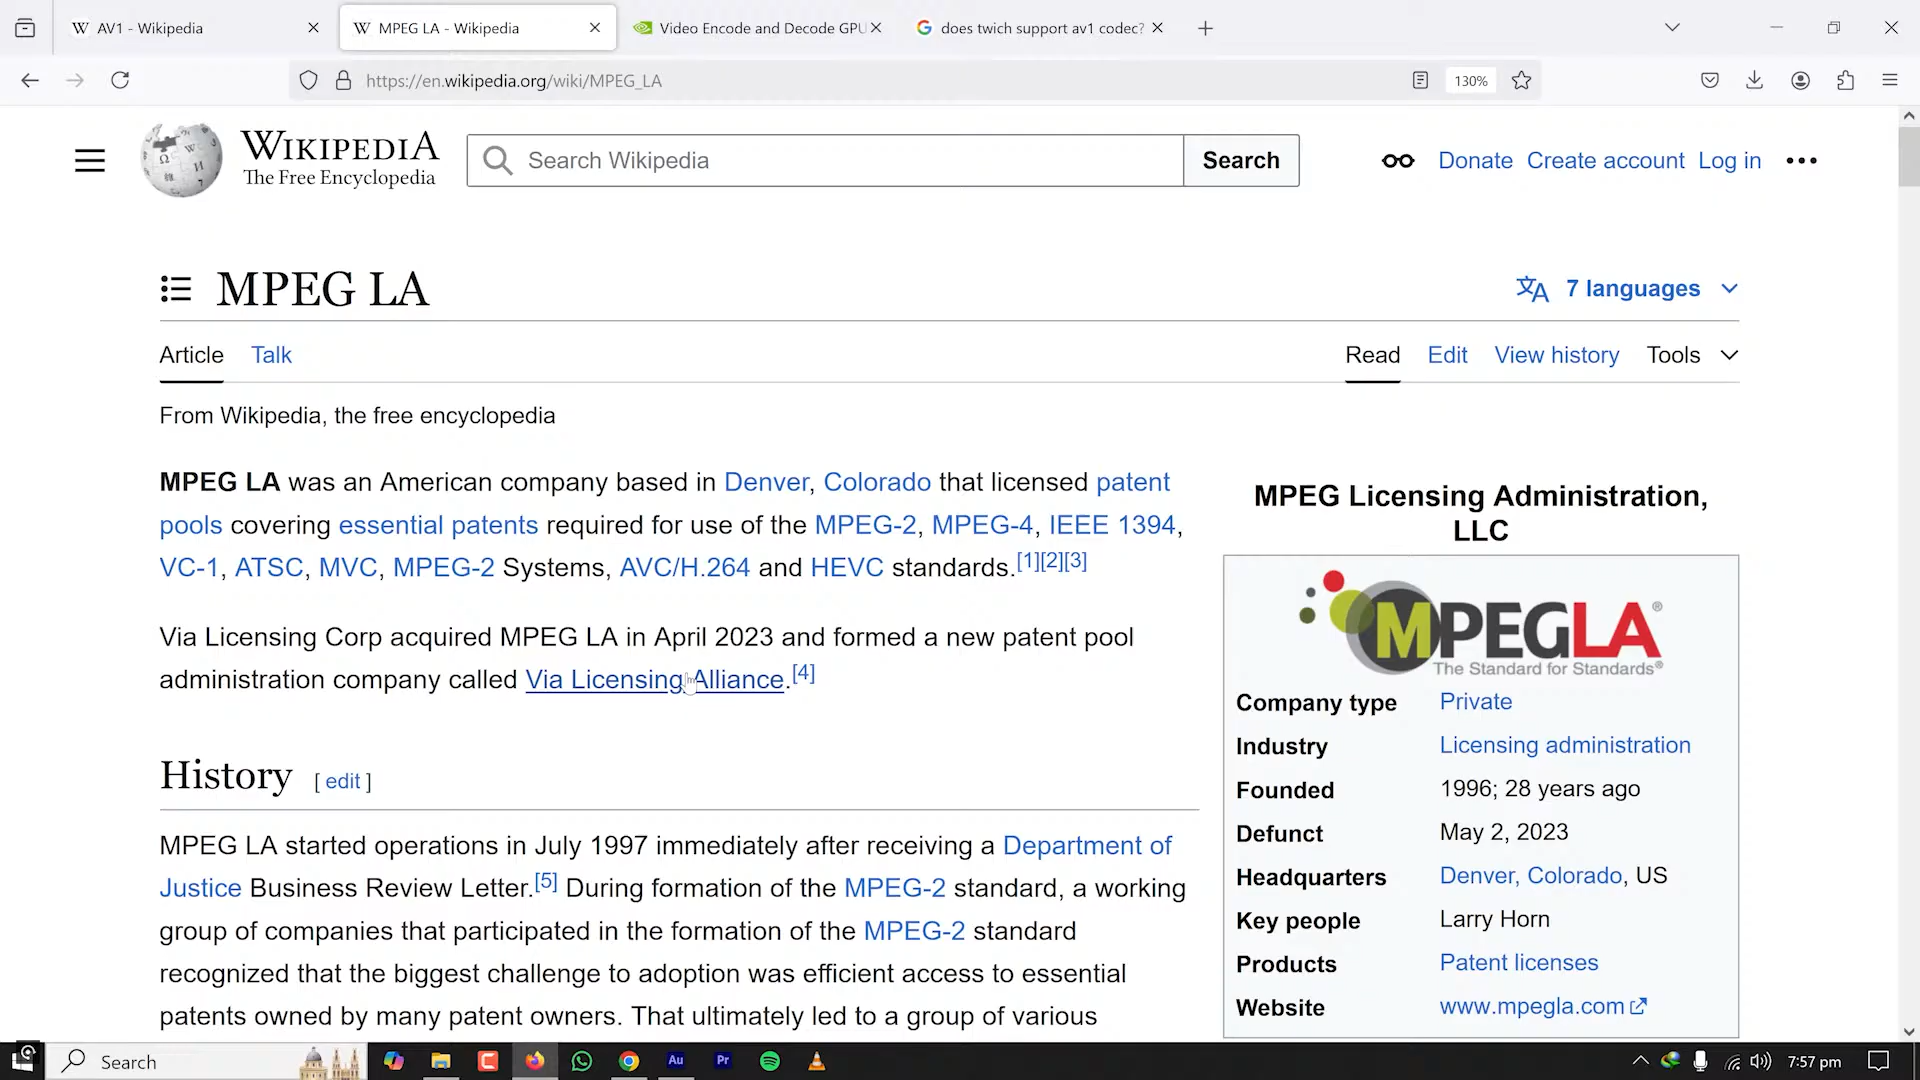 AV1 - Wikipedia
MPEG LA - Wikipedia
Video Encode and Decode GPU
does twich support av1 codec?
https://en.wikipedia.org/wiki/MPEG_LA
130%
WIKIPEDIA
The Free Encyclopedia
Search Wikipedia
Search
Donate
Create account
Log in
MPEG LA
7 languages
Article
Talk
Read
Edit
View history
Tools
From Wikipedia, the free encyclopedia
MPEG LA was an American company based in Denver, Colorado that licensed patent
pools covering essential patents required for use of the MPEG-2, MPEG-4, IEEE 1394,
VC-1, ATSC, MVC, MPEG-2 Systems, AVC/H.264 and HEVC standards.[1][2][3]
Via Licensing Corp acquired MPEG LA in April 2023 and formed a new patent pool
administration company called Via Licensing Alliance.[4]
History [ edit ]
MPEG LA started operations in July 1997 immediately after receiving a Department of
Justice Business Review Letter.[5] During formation of the MPEG-2 standard, a working
group of companies that participated in the formation of the MPEG-2 standard
recognized that the biggest challenge to adoption was efficient access to essential
patents owned by many patent owners. That ultimately led to a group of various
MPEG Licensing Administration,
LLC
MPEGLA®
The Standard for Standards®
Company type Private
Industry Licensing administration
Founded 1996; 28 years ago
Defunct May 2, 2023
Headquarters Denver, Colorado, US
Key people Larry Horn
Products Patent licenses
Website www.mpegla.com
Search
Au
Pr
7:57 pm